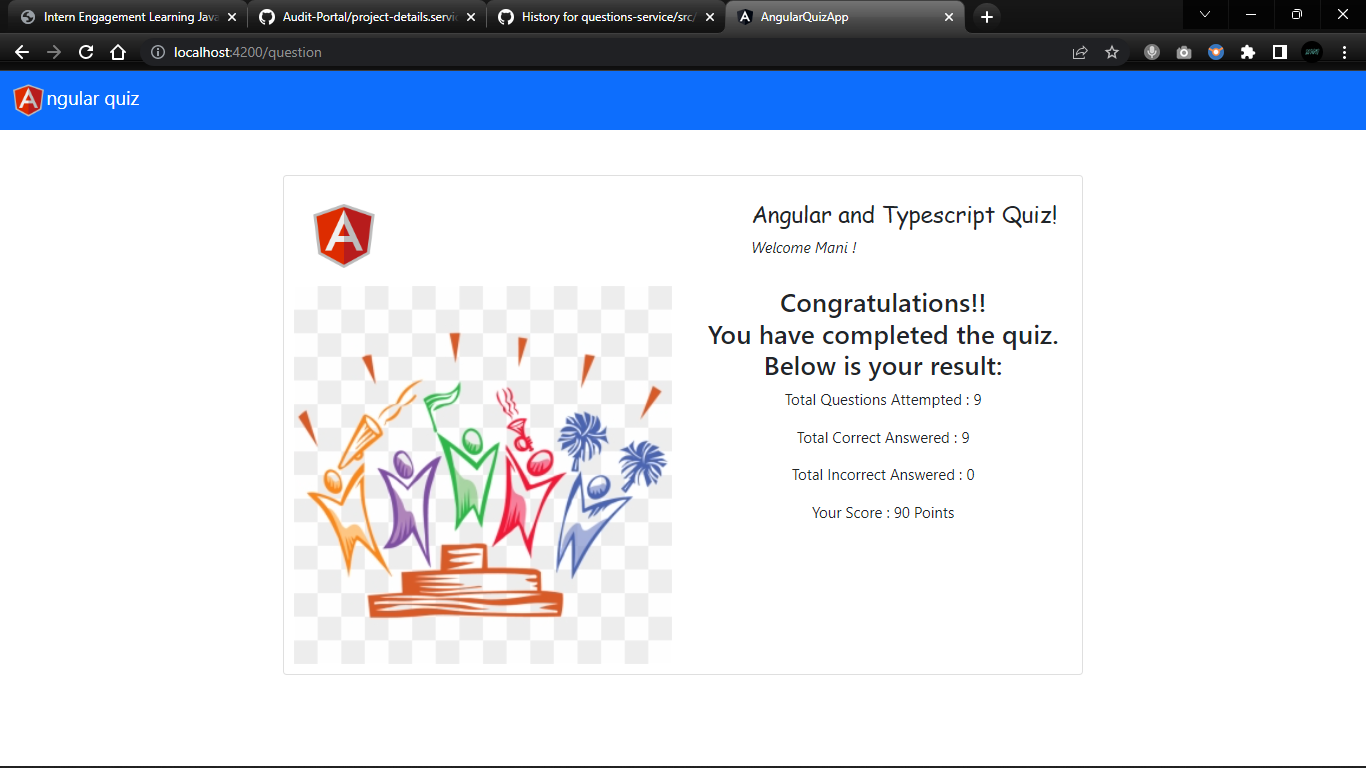 Intern Engagement Learning Java
Audit-Portal/project-details.servic
History for questions-service/src/
AngularQuizApp
localhost:4200/question
ngular quiz
Angular and Typescript Quiz!
Welcome Mani !
Congratulations!!
You have completed the quiz.
Below is your result:
Total Questions Attempted : 9
Total Correct Answered : 9
Total Incorrect Answered : 0
Your Score : 90 Points